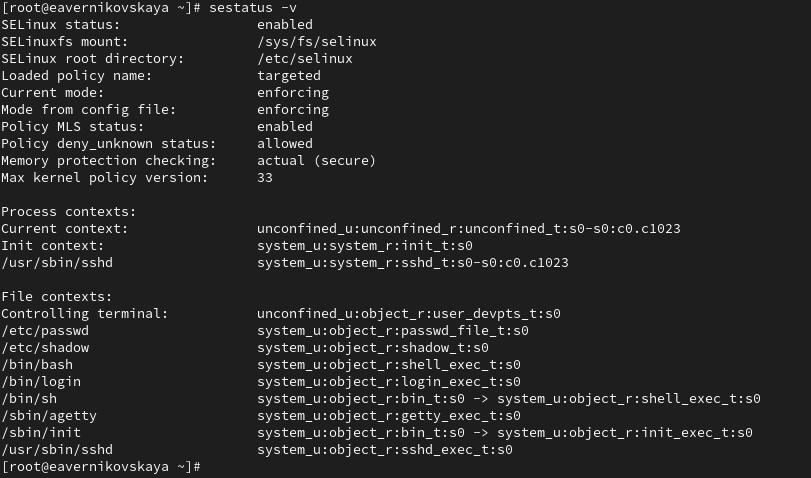 [root@eavernikovskaya ~]# sestatus -v
SELinux status:                 enabled
SELinuxfs mount:                /sys/fs/selinux
SELinux root directory:         /etc/selinux
Loaded policy name:             targeted
Current mode:                   enforcing
Mode from config file:          enforcing
Policy MLS status:              enabled
Policy deny_unknown status:     allowed
Memory protection checking:     actual (secure)
Max kernel policy version:      33

Process contexts:
Current context:                unconfined_u:unconfined_r:unconfined_t:s0-s0:c0.c1023
Init context:                   system_u:system_r:init_t:s0
/usr/sbin/sshd                  system_u:system_r:sshd_t:s0-s0:c0.c1023

File contexts:
Controlling terminal:           unconfined_u:object_r:user_devpts_t:s0
/etc/passwd                     system_u:object_r:passwd_file_t:s0
/etc/shadow                     system_u:object_r:shadow_t:s0
/bin/bash                       system_u:object_r:shell_exec_t:s0
/bin/login                      system_u:object_r:login_exec_t:s0
/bin/sh                         system_u:object_r:bin_t:s0 -> system_u:object_r:shell_exec_t:s0
/sbin/agetty                    system_u:object_r:getty_exec_t:s0
/sbin/init                      system_u:object_r:bin_t:s0 -> system_u:object_r:init_exec_t:s0
/usr/sbin/sshd                  system_u:object_r:sshd_exec_t:s0
[root@eavernikovskaya ~]#